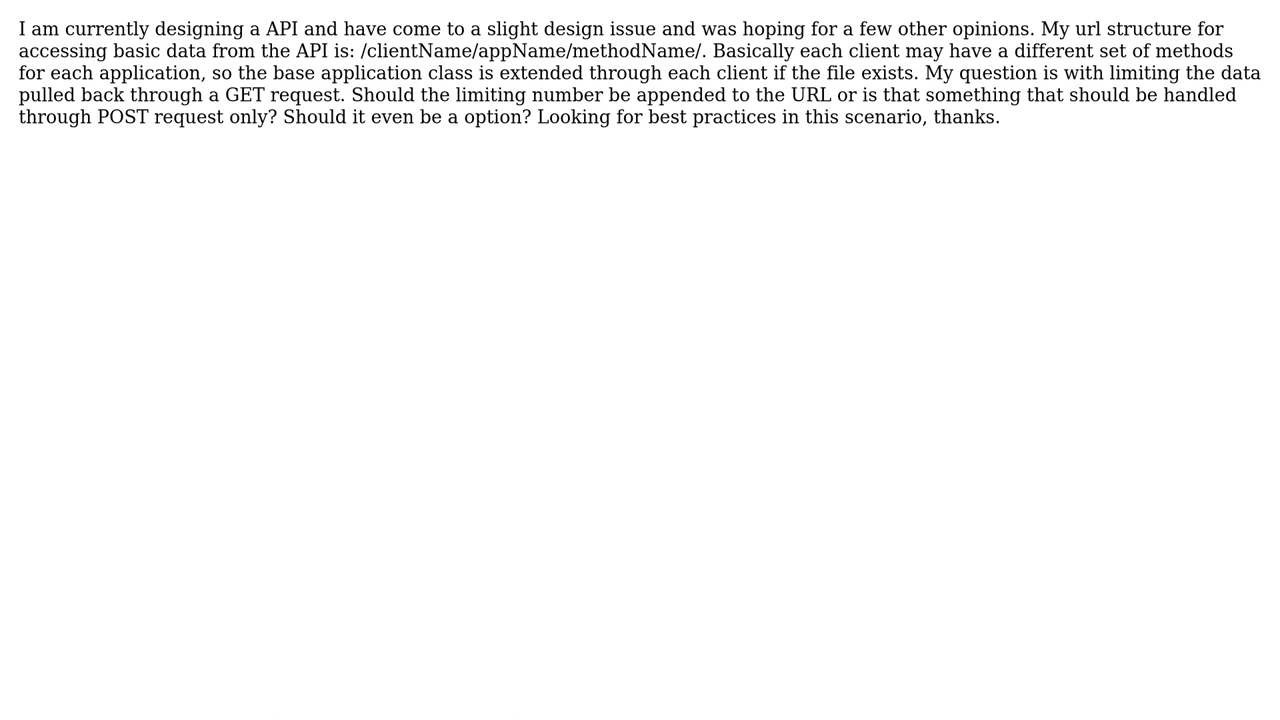 I am currently designing a API and have come to a slight design issue and was hoping for a few other opinions. My url structure for
accessing basic data from the API is: /clientName/appName/methodName/. Basically each client may have a different set of methods
for each application, so the base application class is extended through each client if the file exists. My question is with limiting the data
pulled back through a GET request. Should the limiting number be appended to the URL or is that something that should be handled
through POST request only? Should it even be a option? Looking for best practices in this scenario, thanks.